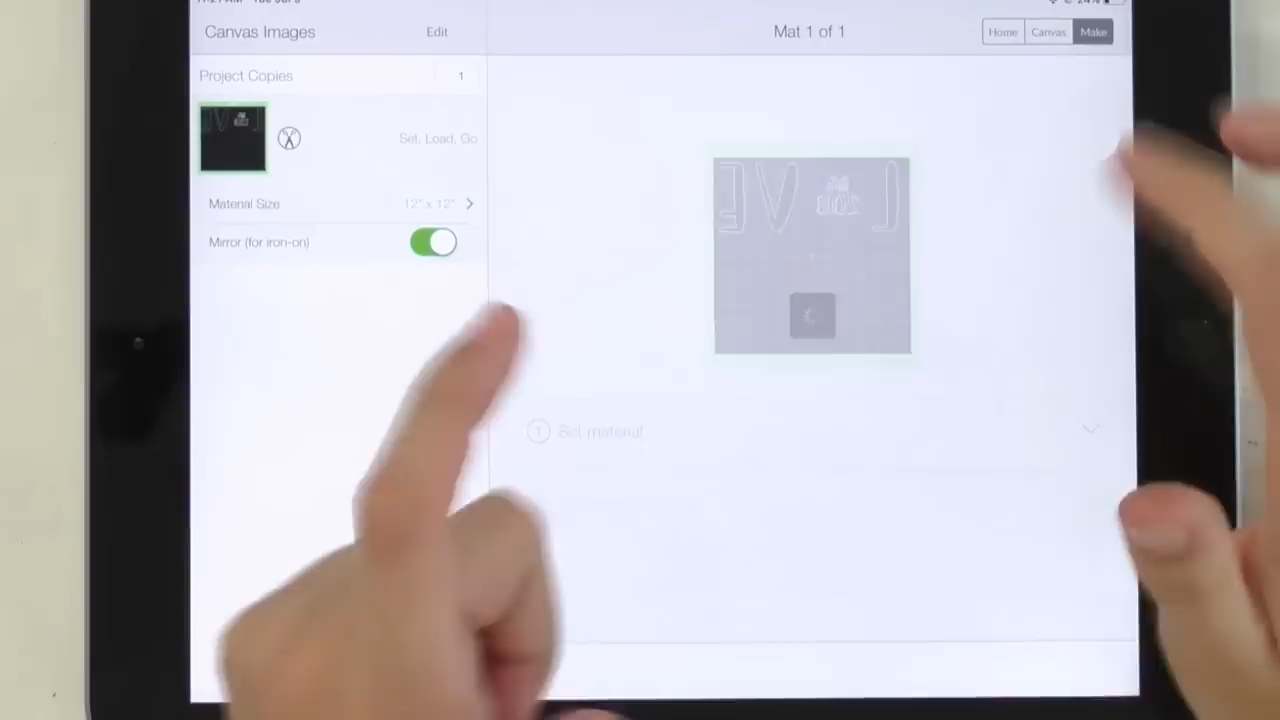 Canvas Images
Edit
Mat 1 of 1
Home
Canvas
Make
Project Copies
1
Set, Load, Go
Material Size
12" x 12"
Mirror (for iron-on)
1 Set material